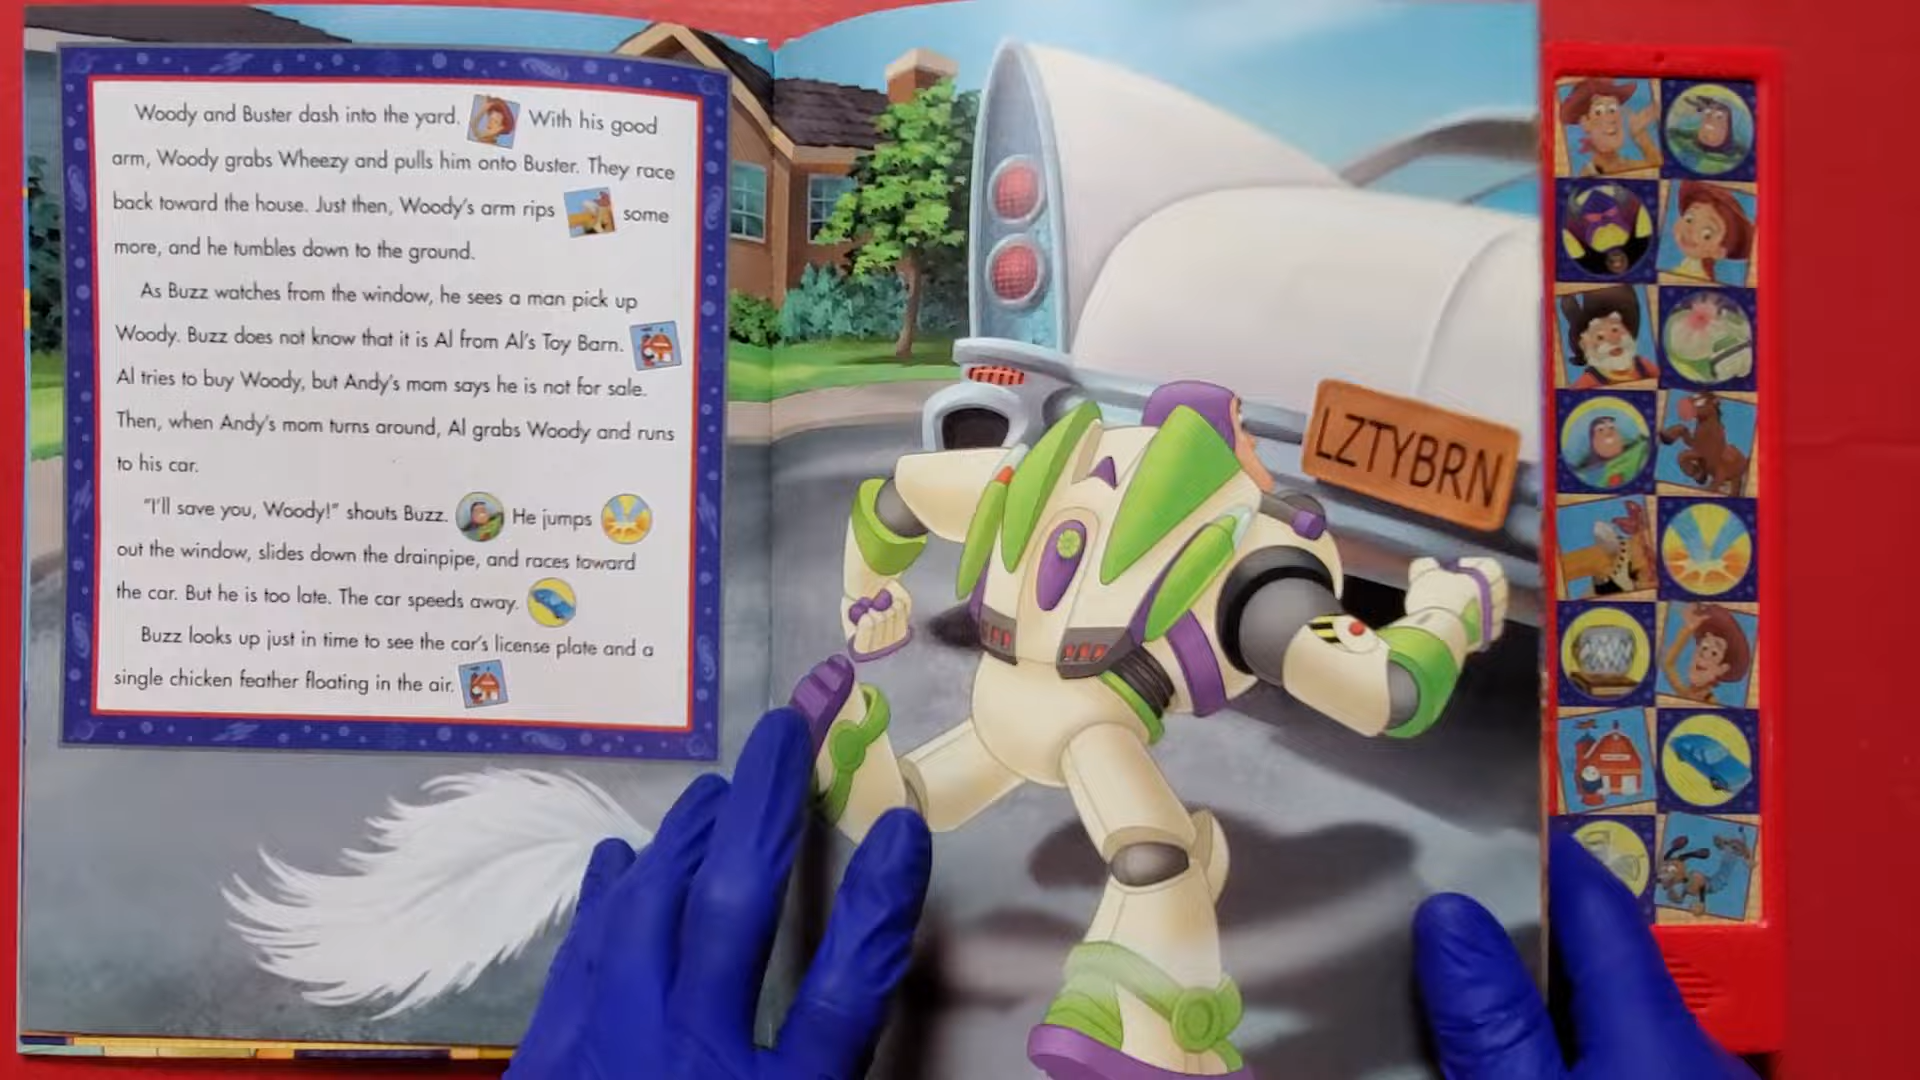 Woody and Buster dash into the yard. With his good
arm, Woody grabs Wheezy and pulls him onto Buster. They race
back toward the house. Just then, Woody's arm rips some
more, and he tumbles down to the ground.
As Buzz watches from the window, he sees a man pick up
Woody. Buzz does not know that it is Al from Al's Toy Barn.
Al tries to buy Woody, but Andy's mom says he is not for sale.
Then, when Andy's mom turns around, Al grabs Woody and runs
to his car.
"I'll save you, Woody!" shouts Buzz. He jumps
out the window, slides down the drainpipe, and races toward
the car. But he is too late. The car speeds away.
Buzz looks up just in time to see the car's license plate and a
single chicken feather floating in the air.
LZTYBRN